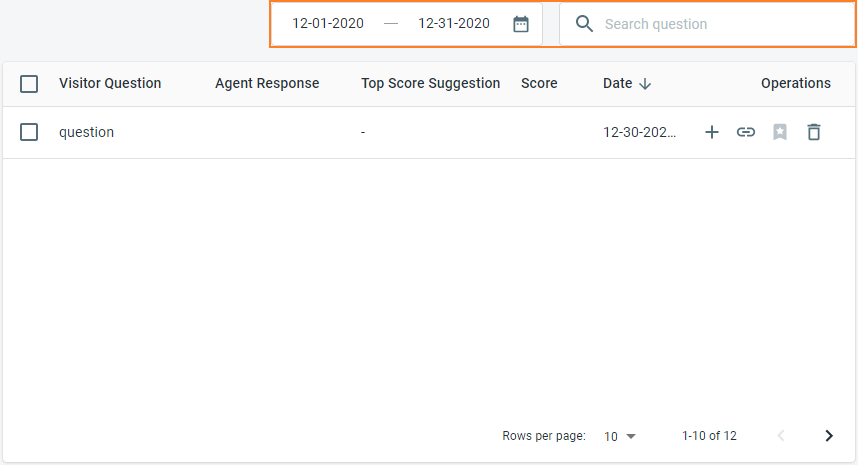 12-01-2020 — 12-31-2020 Search question
Visitor Question Agent Response Top Score Suggestion Score Date Operations
question - 12-30-202...
Rows per page: 10 1-10 of 12